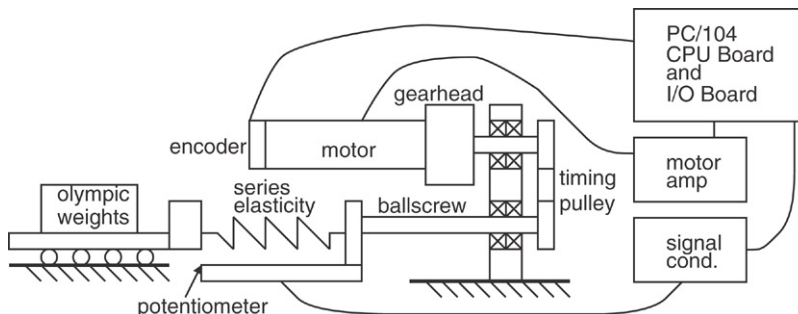 PC/104
CPU Board
and
I/O Board
gearhead
encoder
motor
motor
amp
olympic
weights
series
elasticity
ballscrew
timing
pulley
signal
cond.
potentiometer